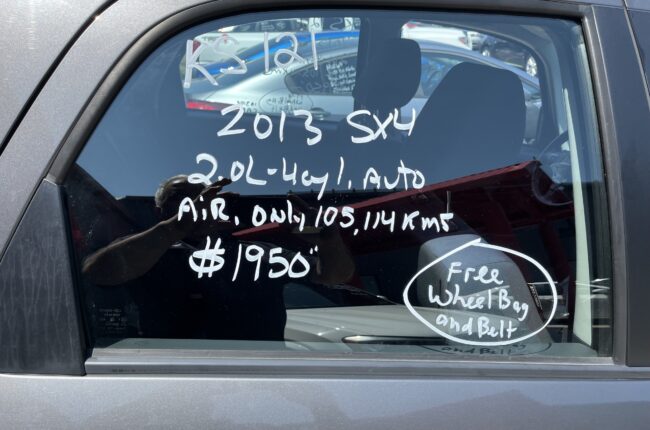 KS 121
2013 SX4
2.0L-4cyl, Auto
AiR, only 105,114 Kms
$1950"
Free
Wheel Bag
and Belt